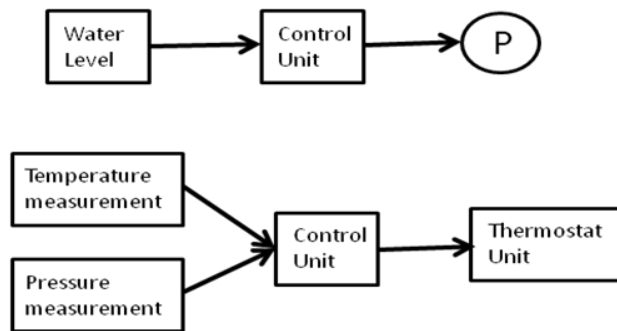 Water
Level
Control
Unit
P
Temperature
measurement
Control
Unit
Thermostat
Unit
Pressure
measurement